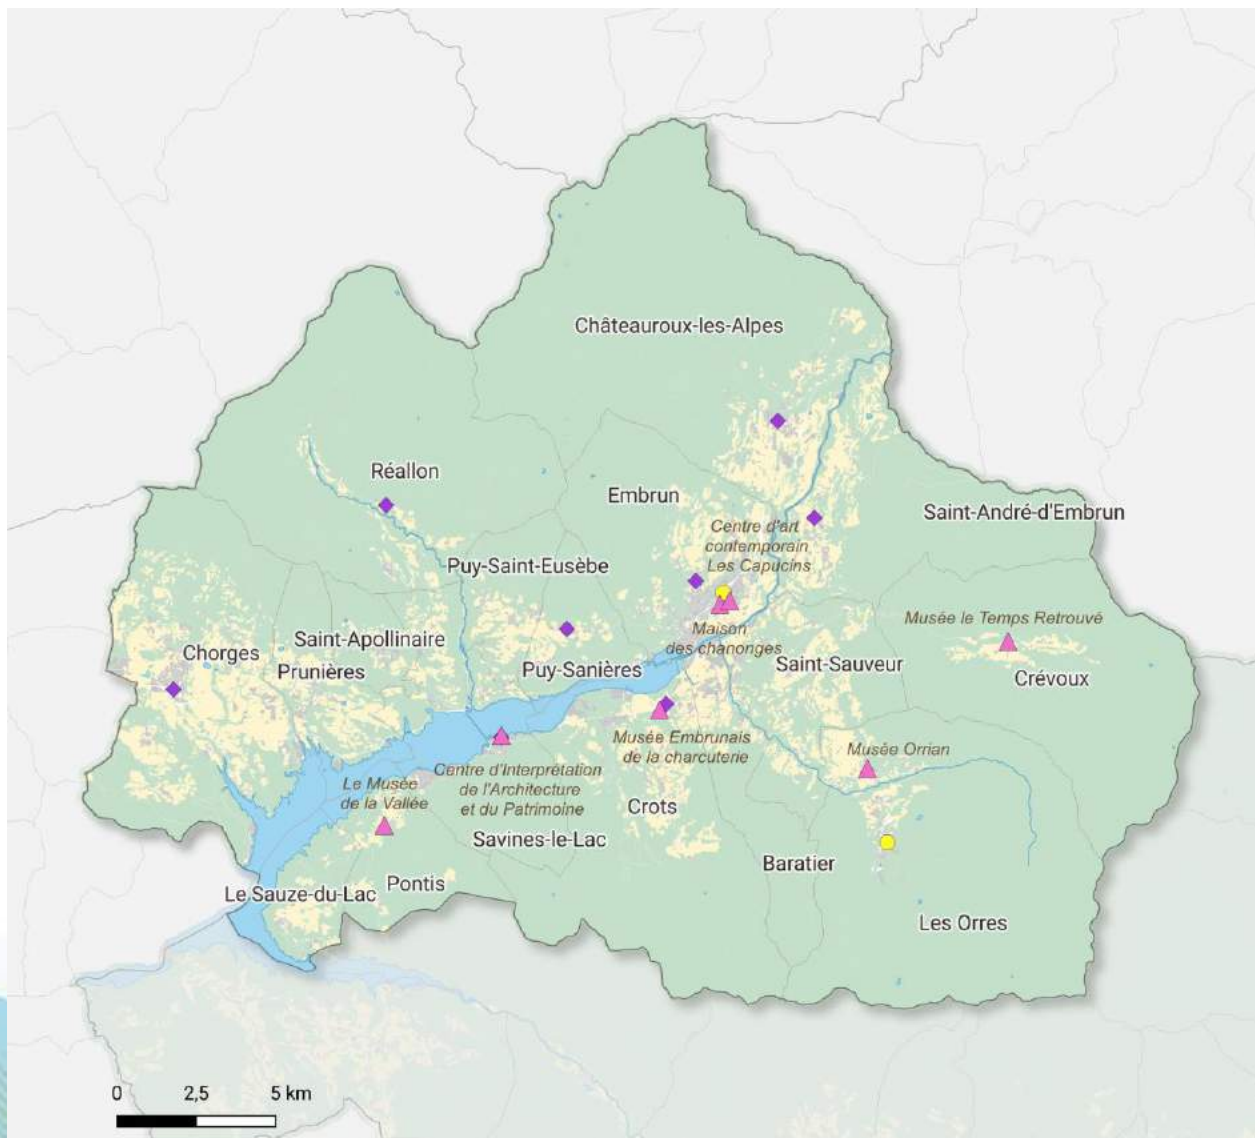 Châteauroux-les-Alpes
Réallon
Embrun
Saint-André-d'Embrun
Centre d'art
contemporain
Les Capucins
Puy-Saint-Eusèbe
Musée le Temps Retrouvé
Saint-Apollinaire
Maison
des chanonges
Chorges
Prunières
Puy-Sanières
Saint-Sauveur
Crévoux
Musée Embrunais
de la charcuterie
Musée Orrian
Le Musée
de la Vallée
Centre d'Interprétation
de l'Architecture
et du Patrimoine
Crots
Savines-le-Lac
Baratier
Pontis
Le Sauze-du-Lac
Les Orres
0 2,5 5 km